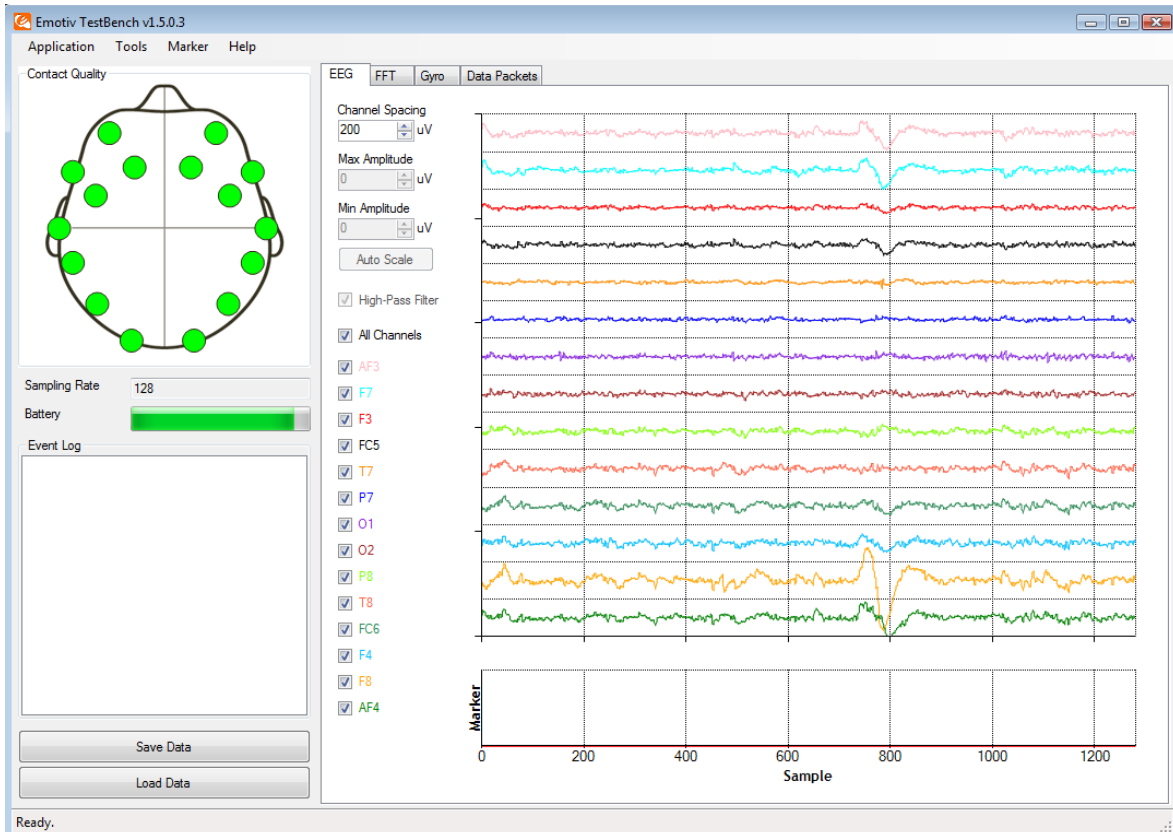 Emotiv TestBench v1.5.0.3
Application Tools Marker Help
Contact Quality
Sampling Rate 128
Battery
Event Log
Save Data
Load Data
EEG FFT Gyro Data Packets
Channel Spacing
200 uV
Max Amplitude
0 uV
Min Amplitude
0 uV
Auto Scale
High-Pass Filter
All Channels
AF3
F7
F3
FC5
T7
P7
O1
O2
P8
T8
FC6
F4
F8
AF4
Marker
0 200 400 600 800 1000 1200
Sample
Ready.